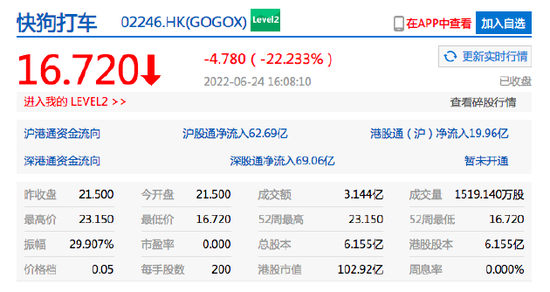 快狗打车 02246.HK(GOGOX) Level2 在APP中查看 加入自选
16.720 -4.780 ( -22.233% ) 更新实时行情
2022-06-24 16:08:10 已收盘
进入我的 LEVEL2 >> 查看碎股行情
沪港通资金流向 沪股通净流入62.69亿 港股通（沪）净流入19.96亿
深港通资金流向 深股通净流入69.06亿 暂未开通
昨收盘 21.500 今开盘 21.500 成交额 3.144亿 成交量 1519.140万股
最高价 23.150 最低价 16.720 52周最高 23.150 52周最低 16.720
振幅 29.907% 市盈率 0.000 总股本 6.155亿 港股股本 6.155亿
价格档 0.05 每手股数 200 港股市值 102.92亿 周息率 0.000%